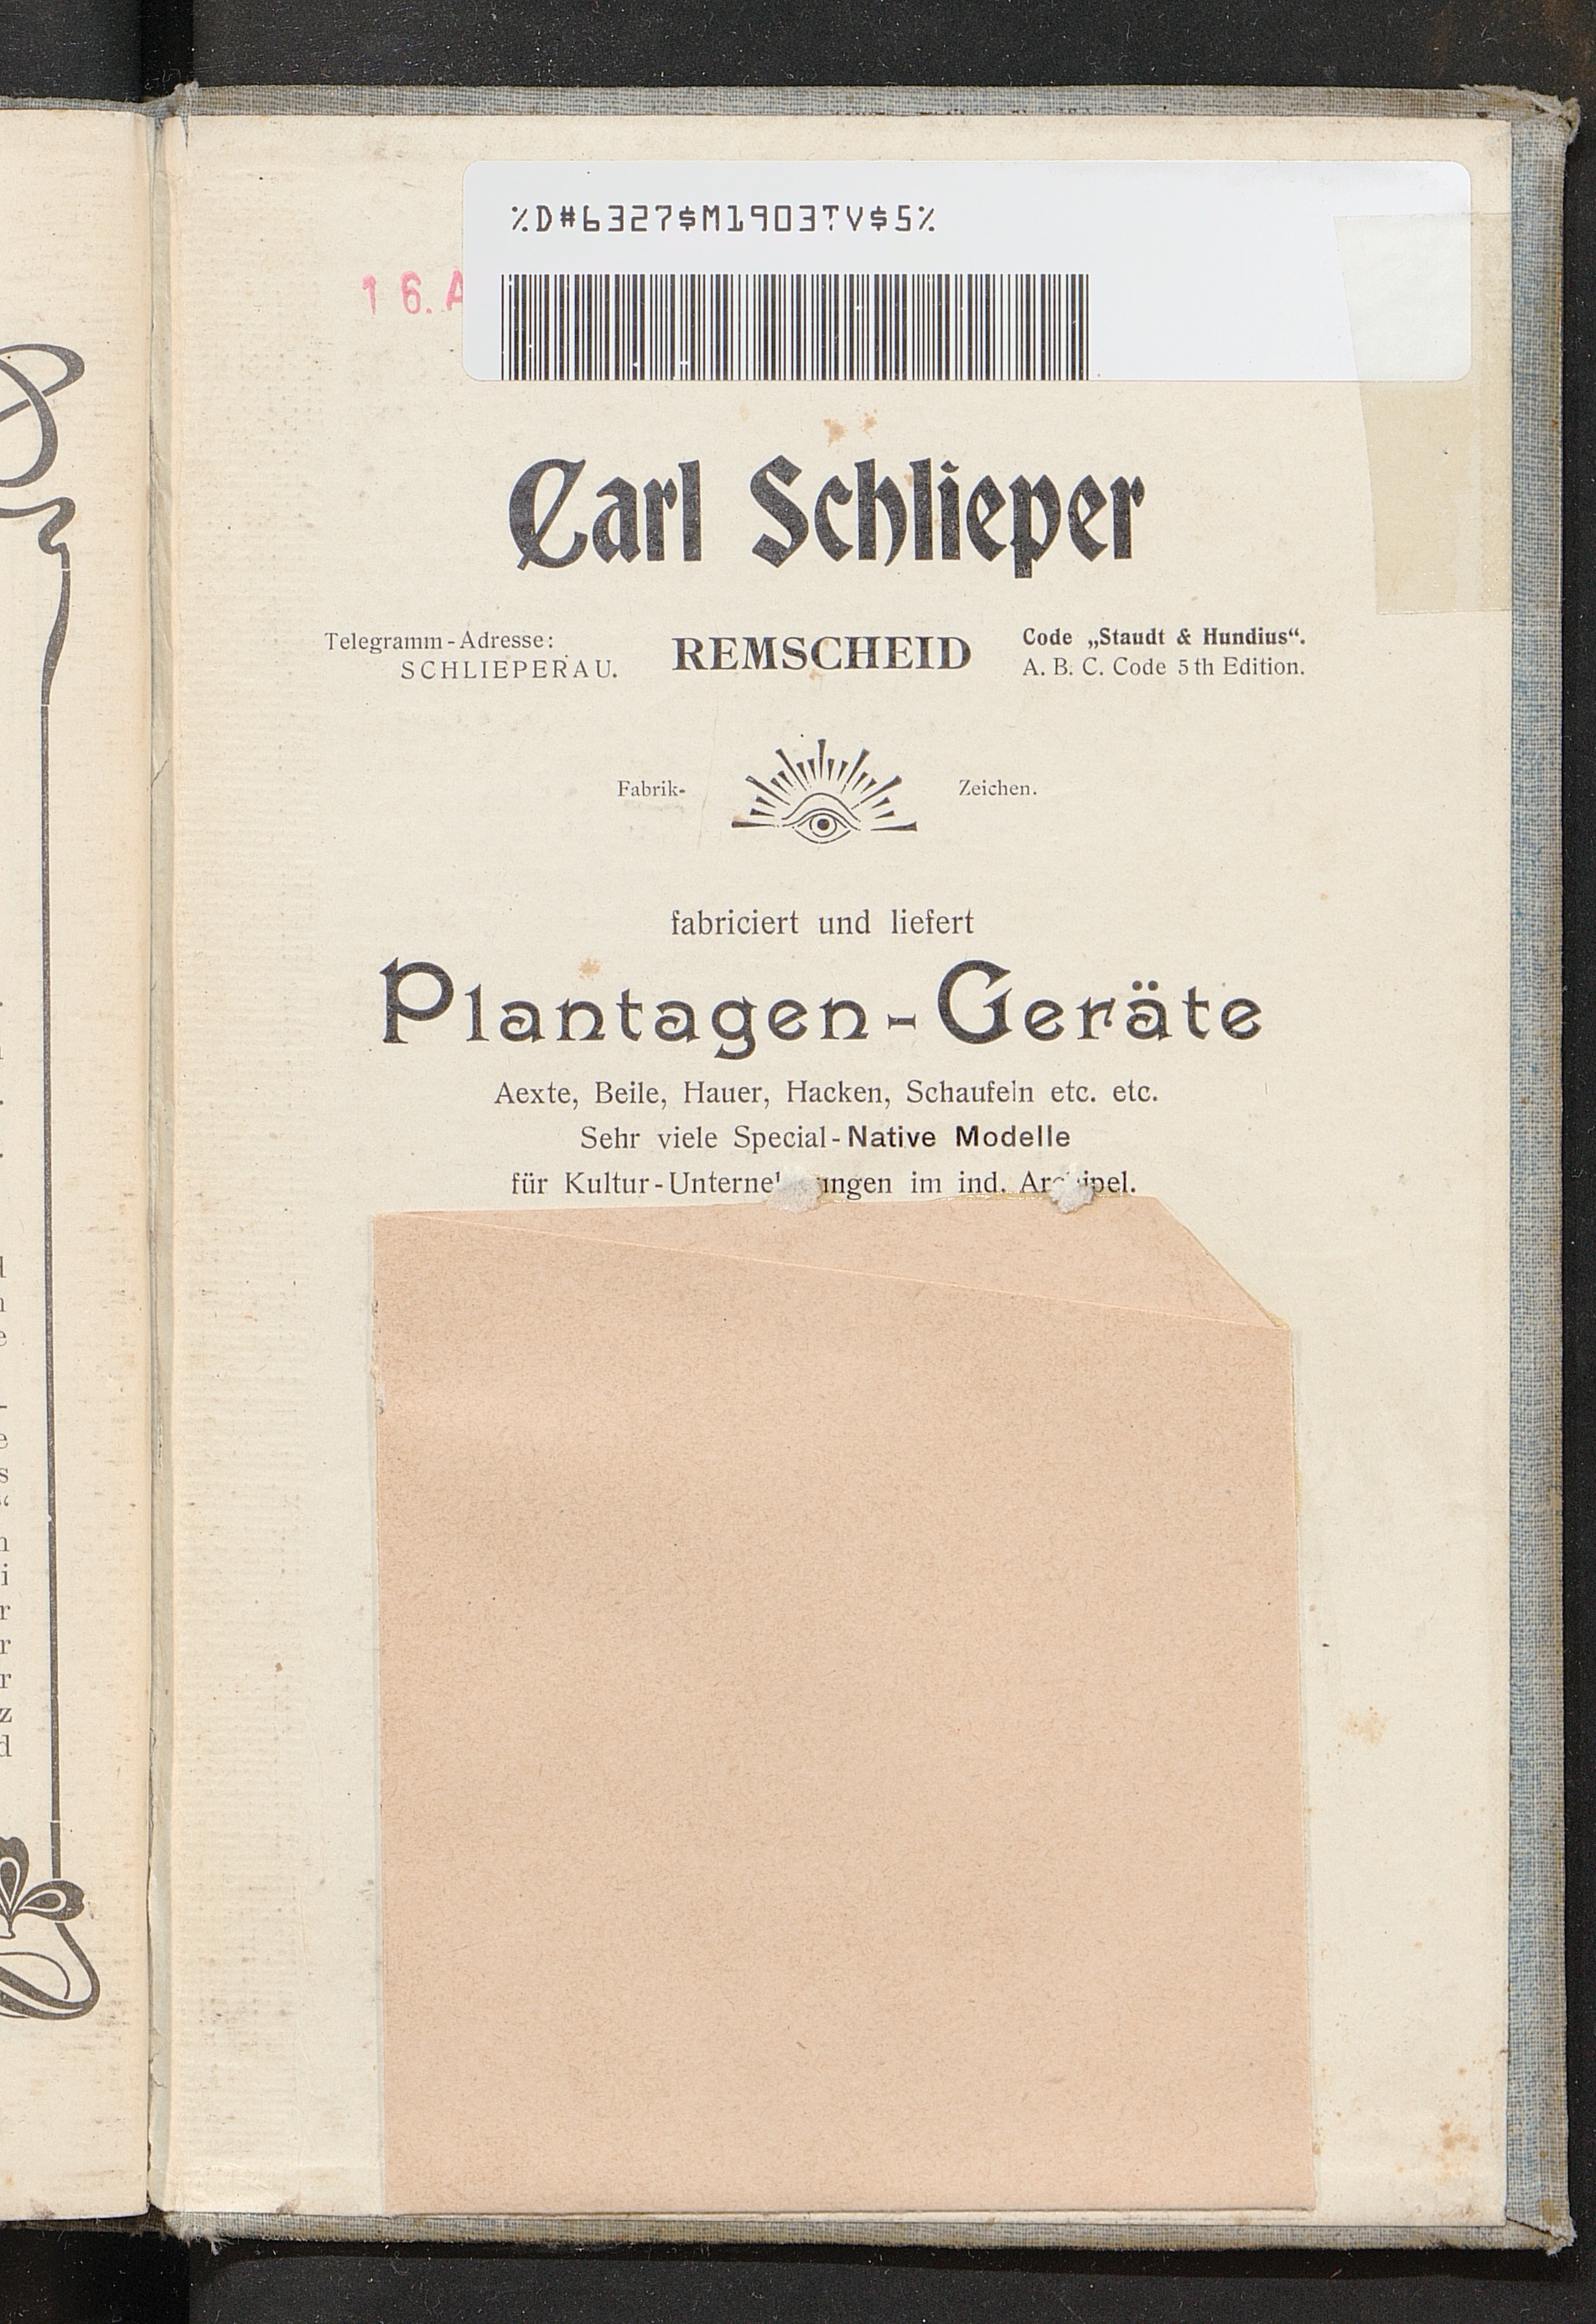 %D#6327$M1903TV$5%
16. A
Carl Schlieper
Telegramm-Adresse:
SCHLIEPERAU.
REMSCHEID
Code „Staudt & Hundius“.
A. B. C. Code 5th Edition.
Fabrik- Zeichen.
fabriciert und liefert
Plantagen-Geräte
Aexte, Beile, Hauer, Hacken, Schaufeln etc. etc.
Sehr viele Special-Native Modelle
für Kultur- im ind.